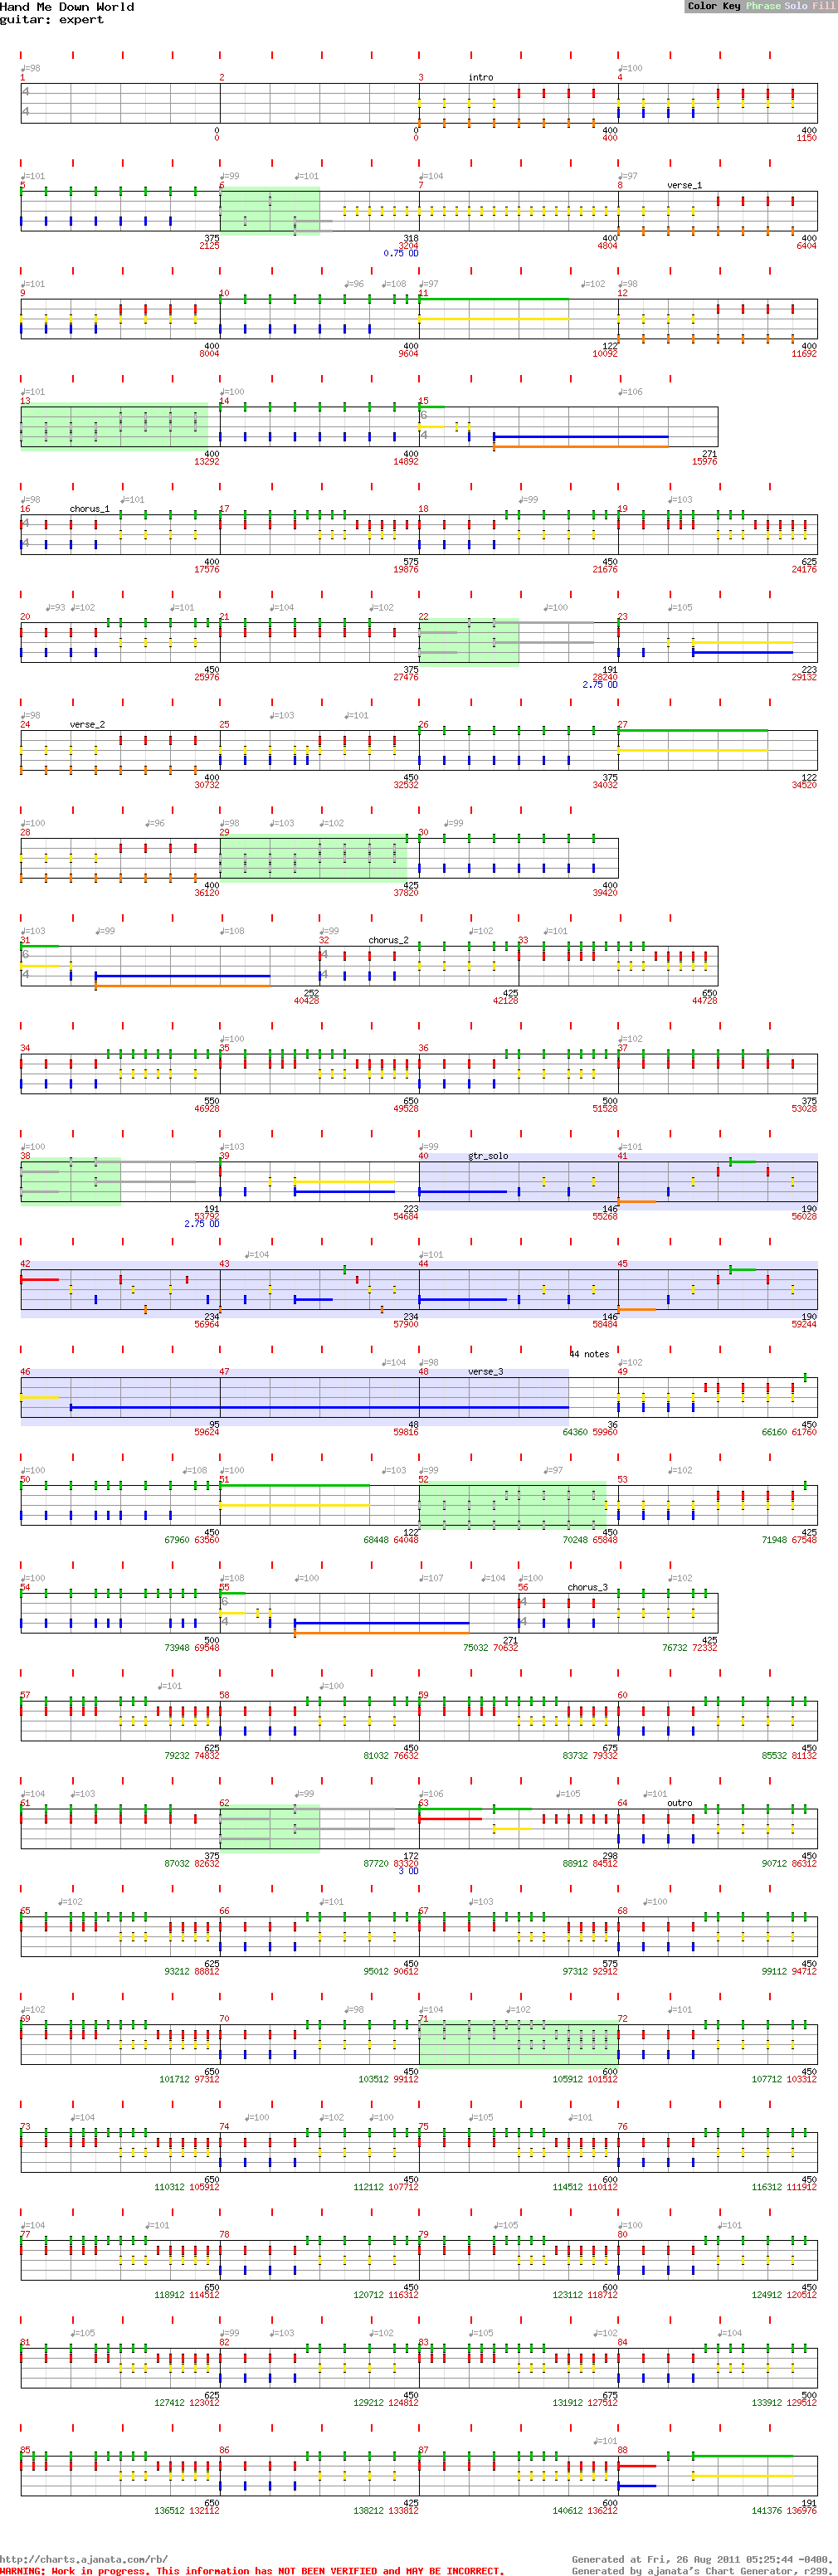 Hand Me Down World
guitar: expert
Color Key Phrase Solo Fill
♩=98 ♩=100
1 2 3 intro 4
4
4
0 0 400 400
0 0 400 1150
♩=101 ♩=99 ♩=101 ♩=104 ♩=97
5 6 7 8 verse_1
375 318 400 400
2125 3204 4804 6404
0.75 OD
♩=101 ♩=96 ♩=108 ♩=97 ♩=102 ♩=98
9 10 11 12
400 400 122 400
8004 9604 10092 11692
♩=101 ♩=100 ♩=106
13 14 15
6
4
400 400 271
13292 14892 15976
♩=98 ♩=101 ♩=99 ♩=103
16 chorus_1 17 18 19
4
4
400 575 450 625
17576 19876 21676 24176
♩=93 ♩=102 ♩=101 ♩=104 ♩=102 ♩=100 ♩=105
20 21 22 23
450 375 191 223
25976 27476 28240 29132
2.75 OD
♩=98 ♩=103 ♩=101
24 verse_2 25 26 27
400 450 375 122
30732 32532 34032 34520
♩=100 ♩=96 ♩=98 ♩=103 ♩=102 ♩=99
28 29 30
400 425 400
36120 37820 39420
♩=103 ♩=99 ♩=108 ♩=99 ♩=102 ♩=101
31 32 chorus_2 33
6 4
4 4
252 425 650
40428 42128 44728
♩=100 ♩=102
34 35 36 37
550 650 500 375
46928 49528 51528 53028
♩=100 ♩=103 ♩=99 ♩=101
38 39 40 gtr_solo 41
191 223 146 190
53792 54684 55268 56028
2.75 OD
♩=104 ♩=101
42 43 44 45
234 234 146 190
56964 57900 58484 59244
44 notes
♩=104 ♩=98 ♩=102
46 47 48 verse_3 49
95 48 36 450
59624 59816 64360 59960 66160 61760
♩=100 ♩=108 ♩=100 ♩=103 ♩=99 ♩=97 ♩=102
50 51 52 53
450 122 450 425
67960 63560 68448 64048 70248 65848 71948 67548
♩=100 ♩=108 ♩=100 ♩=107 ♩=104 ♩=100 ♩=102
54 55 56 chorus_3
6 4
4 4
500 271 425
73948 69548 75032 70632 76732 72332
♩=101 ♩=100
57 58 59 60
625 450 675 450
79232 74832 81032 76632 83732 79332 85532 81132
♩=104 ♩=103 ♩=99 ♩=106 ♩=105 ♩=101
61 62 63 64 outro
375 172 298 450
87032 82632 87720 83320 88912 84512 90712 86312
3 OD
♩=102 ♩=101 ♩=103 ♩=100
65 66 67 68
625 450 575 450
93212 88812 95012 90612 97312 92912 99112 94712
♩=102 ♩=98 ♩=104 ♩=102 ♩=101
69 70 71 72
650 450 600 450
101712 97312 103512 99112 105912 101512 107712 103312
♩=104 ♩=100 ♩=102 ♩=100 ♩=105 ♩=101
73 74 75 76
650 450 600 450
110312 105912 112112 107712 114512 110112 116312 111912
♩=104 ♩=101 ♩=105 ♩=100 ♩=101
77 78 79 80
650 450 600 450
118912 114512 120712 116312 123112 118712 124912 120512
♩=105 ♩=99 ♩=103 ♩=102 ♩=105 ♩=102 ♩=104
81 82 83 84
625 450 675 500
127412 123012 129212 124812 131912 127512 133912 129512
♩=101
85 86 87 88
650 425 600 191
136512 132112 138212 133812 140612 136212 141376 136976
http://charts.ajanata.com/rb/
Generated at Fri, 26 Aug 2011 05:25:44 -0400.
WARNING: Work in progress. This information has NOT BEEN VERIFIED and MAY BE INCORRECT.
Generated by ajanata's Chart Generator, r299.